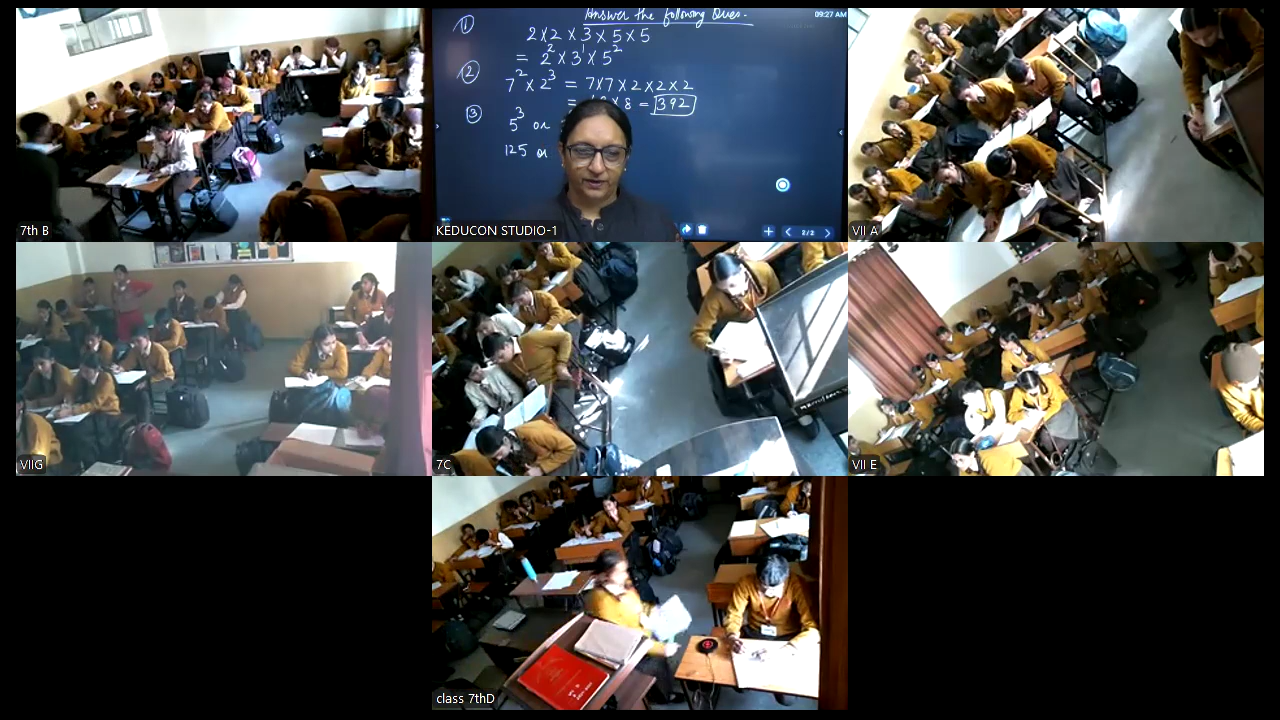 Answer the following Ques.
09:27 AM
(1) 2 x 2 x 3 x 5 x 5
= 2² x 3¹ x 5²
(2) 7² x 2³ = 7 x 7 x 2 x 2 x 2
x 8 = 392
(3) 5³ or
125 or
2/2
7th B
KEDUCON STUDIO-1
VII A
VIIG
7C
VII E
class 7thD